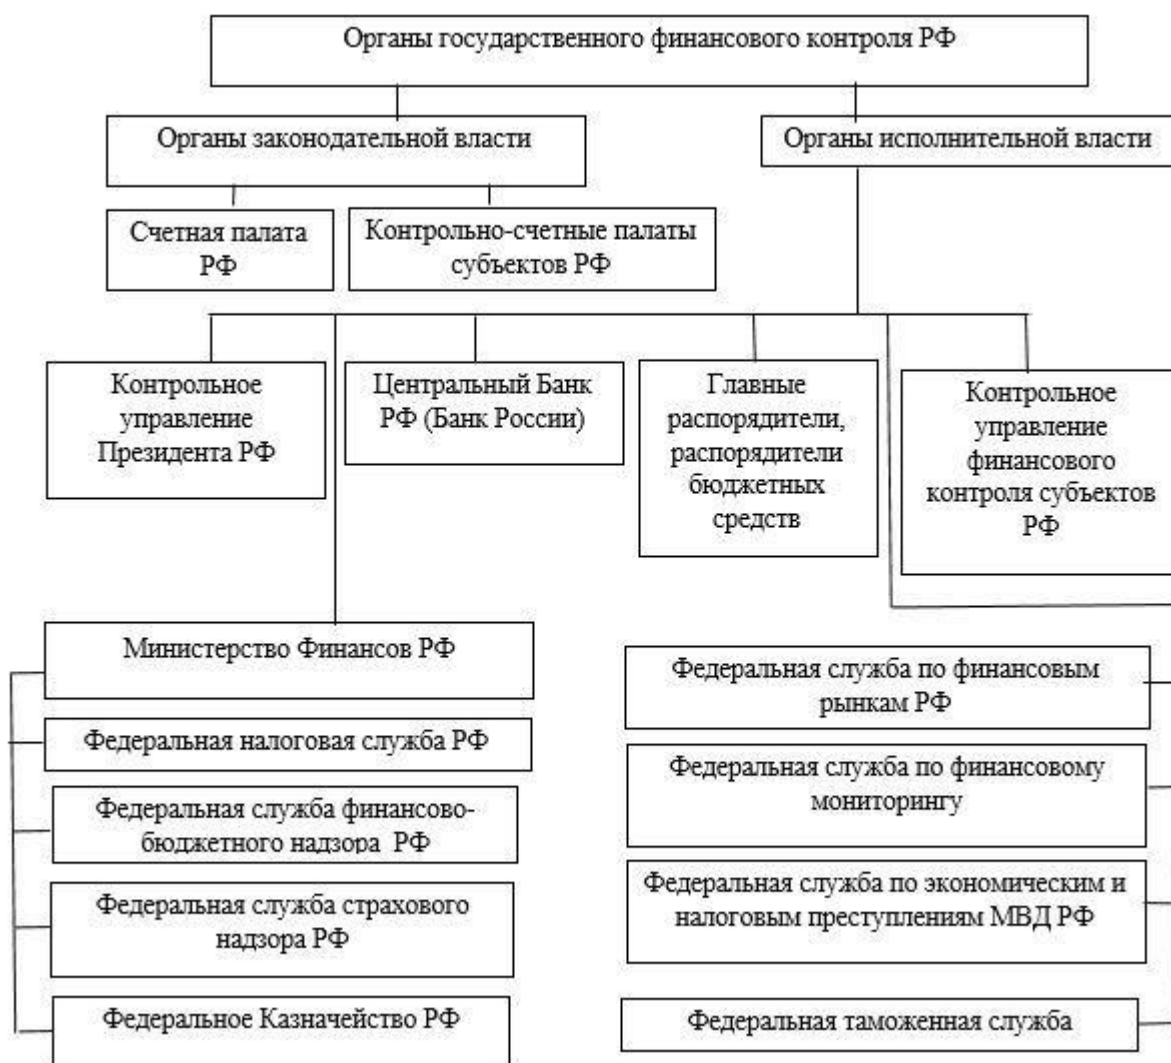 Органы государственного финансового контроля РФ
Органы законодательной власти
Органы исполнительной власти
Счетная палата
РФ
Контрольно-счетные палаты
субъектов РФ
Контрольное
управление
Президента РФ
Центральный Банк
РФ (Банк России)
Главные
распорядители,
распорядители
бюджетных
средств
Контрольное
управление
финансового
контроля субъектов
РФ
Министерство Финансов РФ
Федеральная налоговая служба РФ
Федеральная служба финансово-
бюджетного надзора РФ
Федеральная служба страхового
надзора РФ
Федеральное Казначейство РФ
Федеральная служба по финансовым
рынкам РФ
Федеральная служба по финансовому
мониторингу
Федеральная служба по экономическим и
налоговым преступлениям МВД РФ
Федеральная таможенная служба